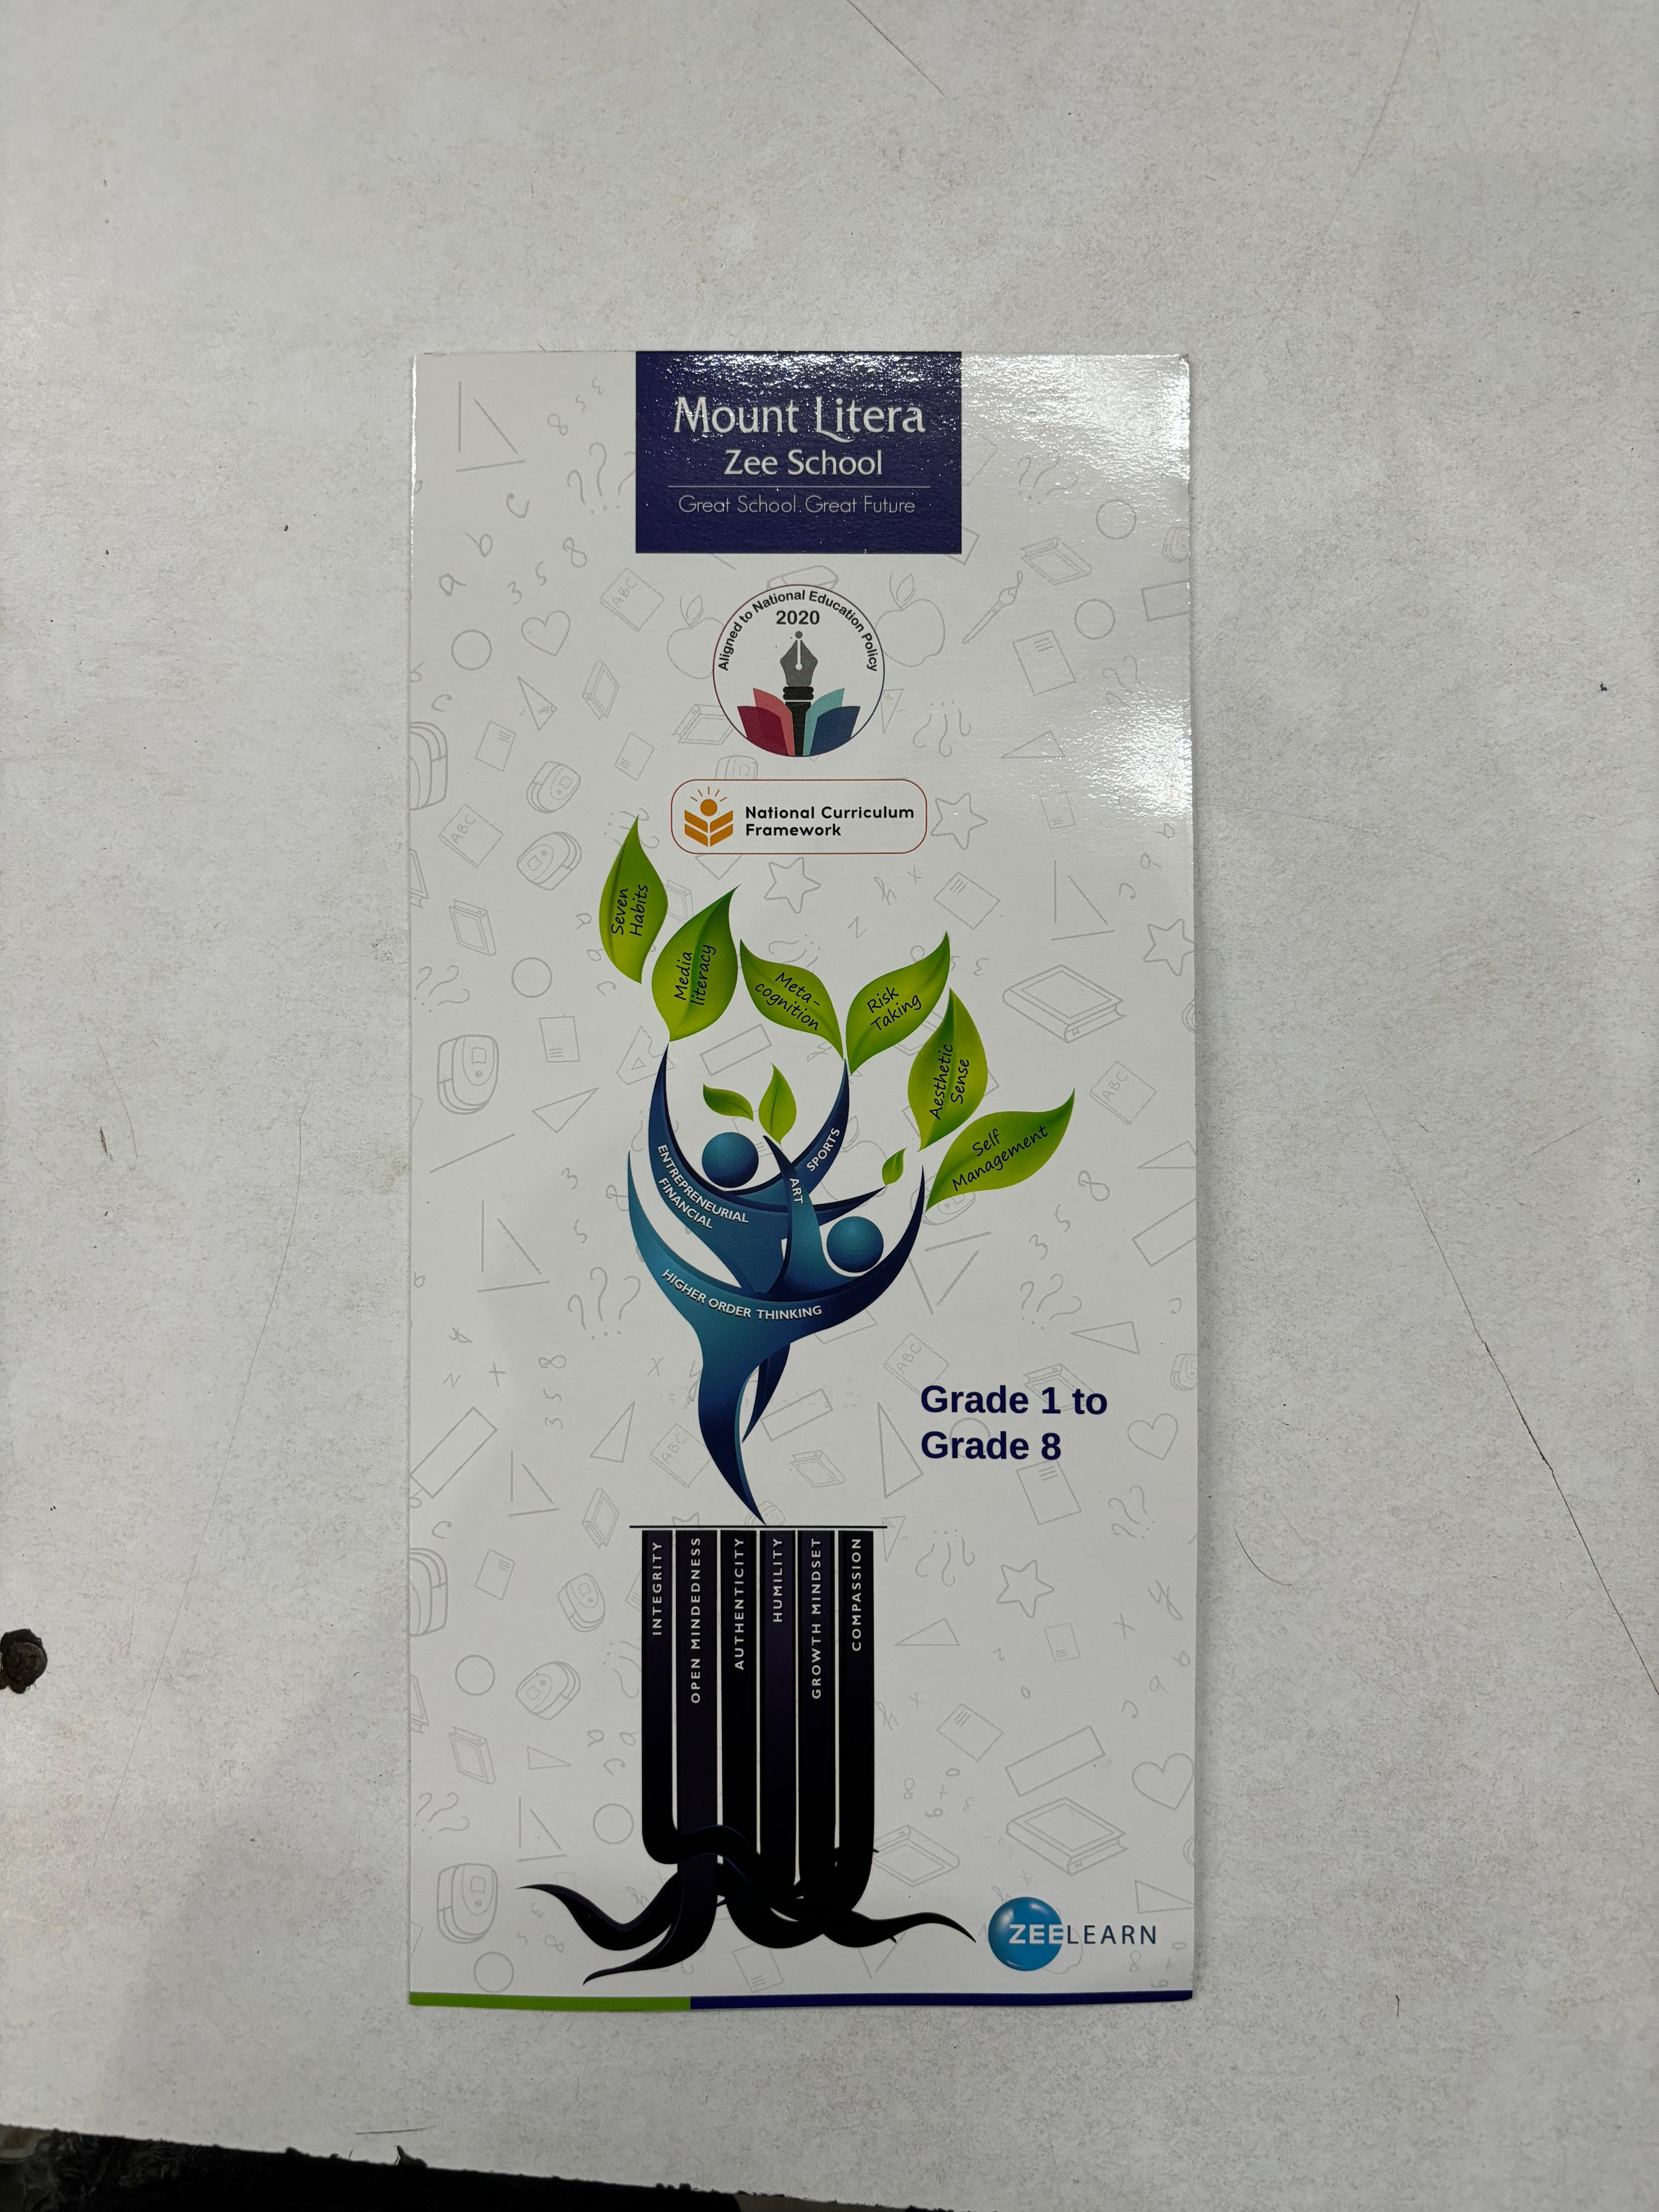 Mount Litera
Zee School
Great School. Great Future
Aligned to National Education Policy
2020
National Curriculum
Framework
Seven
Habits
Media
literacy
Meta-
cognition
Risk
Taking
Aesthetic
Sense
Self
Management
ENTREPRENEURIAL
FINANCIAL
ART
SPORTS
HIGHER ORDER THINKING
Grade 1 to
Grade 8
INTEGRITY
OPEN MINDEDNESS
AUTHENTICITY
HUMILITY
GROWTH MINDSET
COMPASSION
ZEELEARN